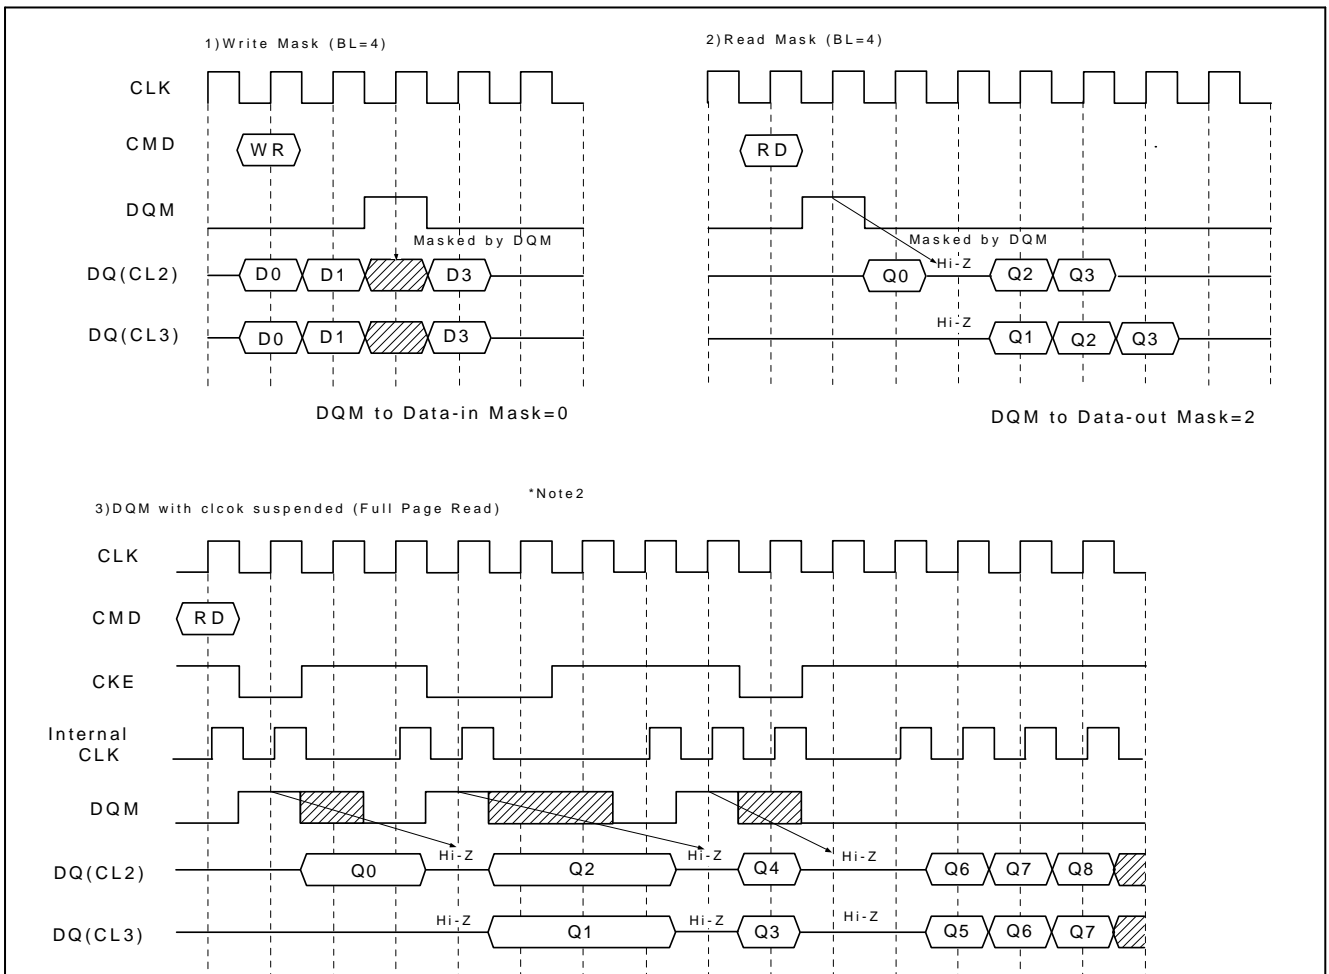 1)Write Mask (BL=4)
2)Read Mask (BL=4)
CLK
CMD
WR
RD
DQM
Masked by DQM
Masked by DQM
DQ(CL2)
D0 D1 D3
Hi-Z
Q0 Q2 Q3
DQ(CL3)
D0 D1 D3
Hi-Z
Q1 Q2 Q3
DQM to Data-in Mask=0
DQM to Data-out Mask=2
*Note2
3)DQM with clcok suspended (Full Page Read)
CLK
CMD
RD
CKE
Internal
CLK
DQM
Hi-Z Hi-Z Hi-Z
DQ(CL2)
Q0 Q2 Q4 Q6 Q7 Q8
Hi-Z Hi-Z Hi-Z
DQ(CL3)
Q1 Q3 Q5 Q6 Q7